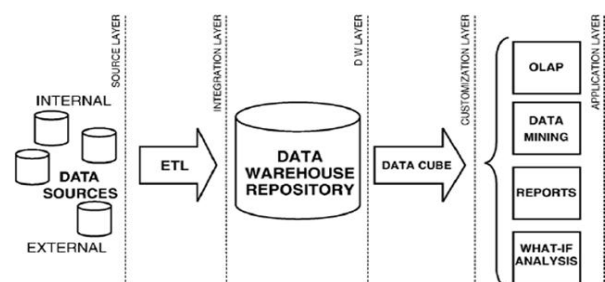 SOURCE LAYER
INTEGRATION LAYER
D W LAYER
CUSTOMIZATION LAYER
APPLICATION LAYER
INTERNAL
DATA
SOURCES
EXTERNAL
ETL
DATA
WAREHOUSE
REPOSITORY
DATA CUBE
OLAP
DATA
MINING
REPORTS
WHAT-IF
ANALYSIS